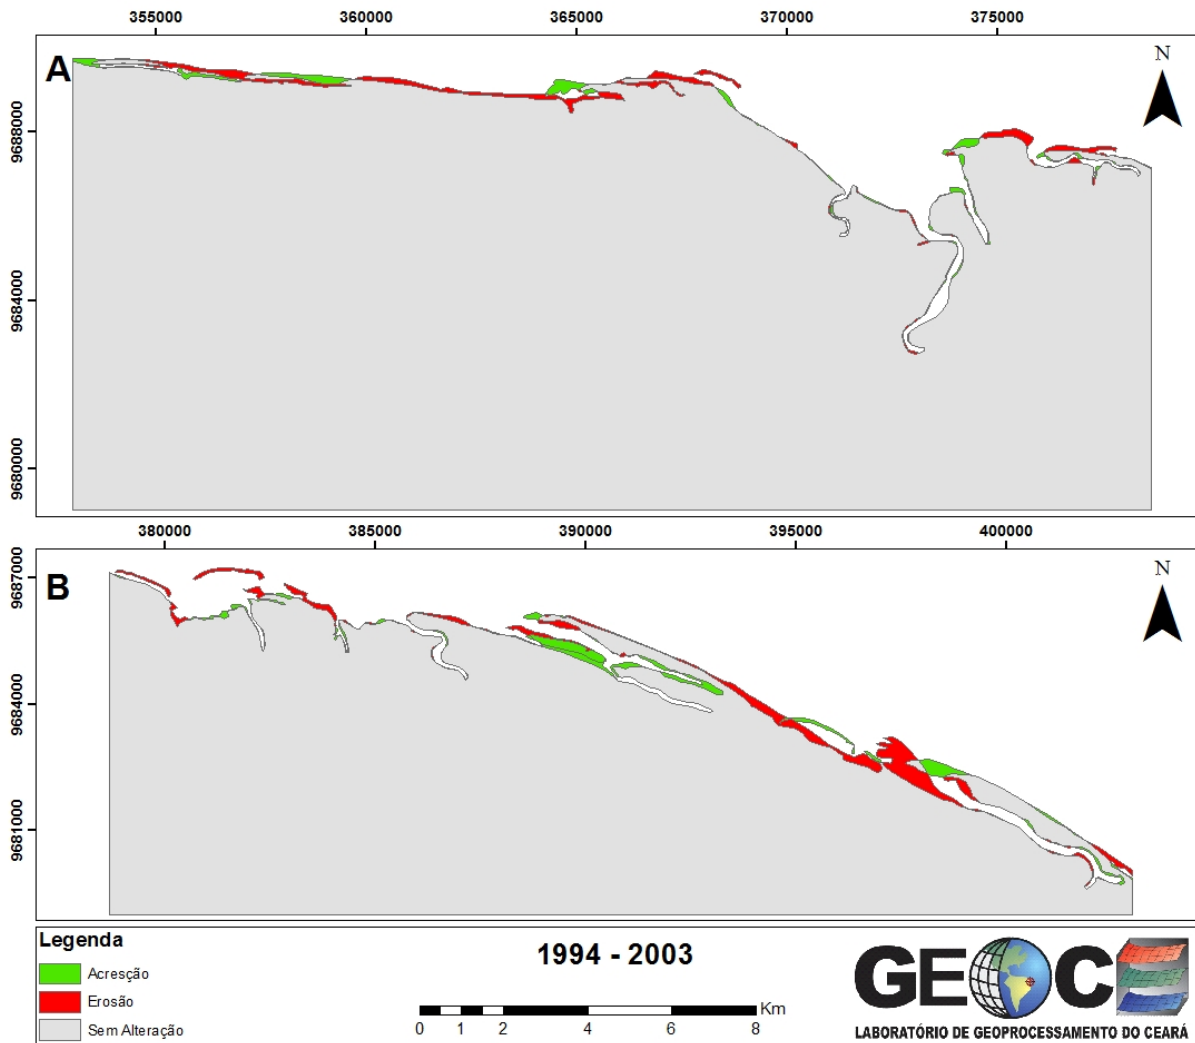 355000 360000 365000 370000 375000
A
N
9688000
9684000
9680000
380000 385000 390000 395000 400000
B
N
9687000
9684000
9681000
Legenda
Acresção
Erosão
Sem Alteração
1994 - 2003
Km
0 1 2 4 6 8
GEOCE
LABORATÓRIO DE GEOPROCESSAMENTO DO CEARÁ